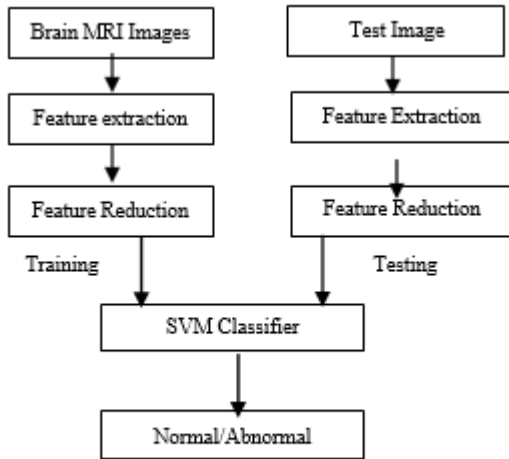 Brain MRI Images
Test Image
Feature extraction
Feature Extraction
Feature Reduction
Feature Reduction
Training
Testing
SVM Classifier
Normal/Abnormal